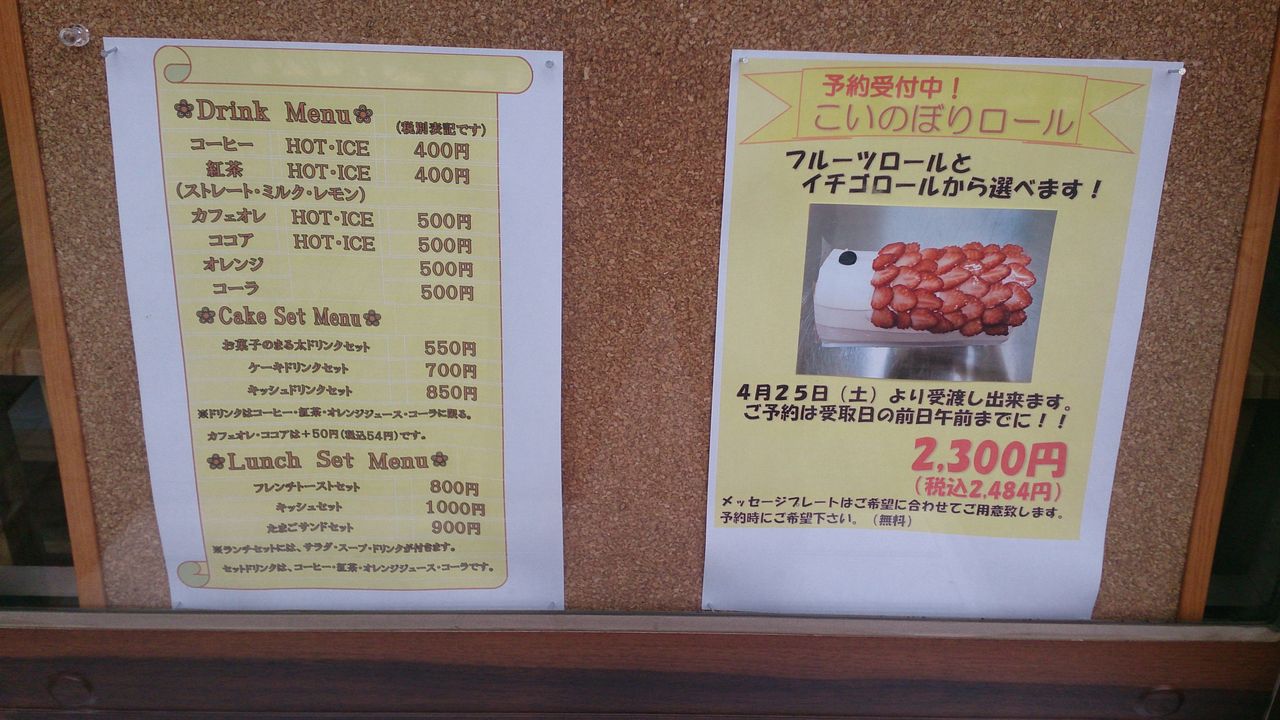 Drink Menu
(税別表記です)
コーヒー HOT・ICE 400円
紅茶 HOT・ICE 400円
(ストレート・ミルク・レモン)
カフェオレ HOT・ICE 500円
ココア HOT・ICE 500円
オレンジ 500円
コーラ 500円
Cake Set Menu
お菓子のまる太ドリンクセット 550円
ケーキドリンクセット 700円
キッシュドリンクセット 850円
※ドリンクはコーヒー・紅茶・オレンジジュース・コーラに限る。
カフェオレ・ココアは+50円(税込54円)です。
Lunch Set Menu
フレンチトーストセット 800円
キッシュセット 1000円
たまごサンドセット 900円
※ランチセットには、サラダ・スープ・ドリンクが付きます。
セットドリンクは、コーヒー・紅茶・オレンジジュース・コーラです。
予約受付中!
こいのぼりロール
フルーツロールと
イチゴロールから選べます!
4月25日(土)より受渡し出来ます。
ご予約は受取日の前日午前までに!!
2,300円
(税込2,484円)
メッセージプレートはご希望に合わせてご用意致します。
予約時にご希望下さい。(無料)